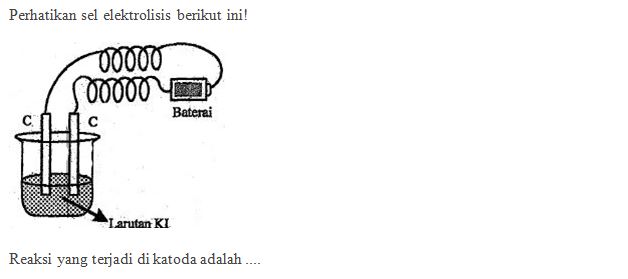 Perhatikan sel elektrolisis berikut ini!
Baterai
C C
Larutan KI
Reaksi yang terjadi di katoda adalah ....